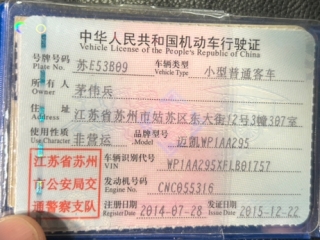 中华人民共和国机动车行驶证
Vehicle License of the People's Republic of China
号牌号码 苏E53B09 车辆类型 小型普通客车
Plate No. Vehicle Type
所有人 茅伟兵
Owner
住址 江苏省苏州市姑苏区东大街12号3幢307室
Address
使用性质 非营运 品牌型号 迈凯WP1AA295
Use Character Model
江苏省苏州 车辆识别代号 WP1AA295XFLB01757
VIN
市公安局交 发动机号码 CNC055316
Engine No.
通警察支队 注册日期 2014-07-28 发证日期 2015-12-22
Register Date Issue Date